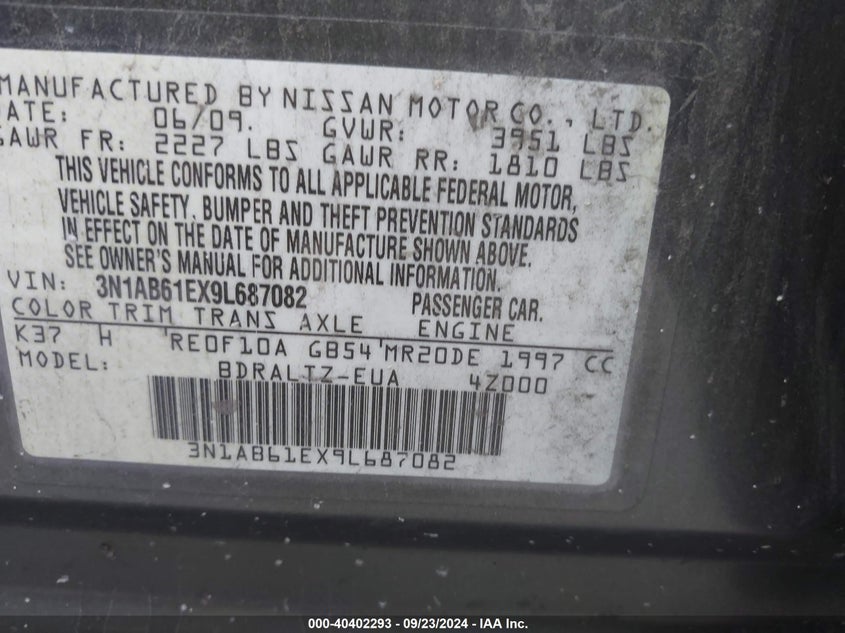 MANUFACTURED BY NISSAN MOTOR CO., LTD.
DATE: 06/09. GVWR: 3951 LBS
GAWR FR: 2227 LBS GAWR RR: 1810 LBS
THIS VEHICLE CONFORMS TO ALL APPLICABLE FEDERAL MOTOR,
VEHICLE SAFETY, BUMPER AND THEFT PREVENTION STANDARDS
IN EFFECT ON THE DATE OF MANUFACTURE SHOWN ABOVE.
SEE OWNER'S MANUAL FOR ADDITIONAL INFORMATION
VIN: 3N1AB61EX9L687082 PASSENGER CAR.
COLOR TRIM TRANS AXLE ENGINE
K37 H RE0F10A GB54 MR20DE 1997 CC
MODEL: BDRALTZ-EUA 4Z000
3N1AB61EX9L687082
000-40402293 - 09/23/2024 - IAA Inc.